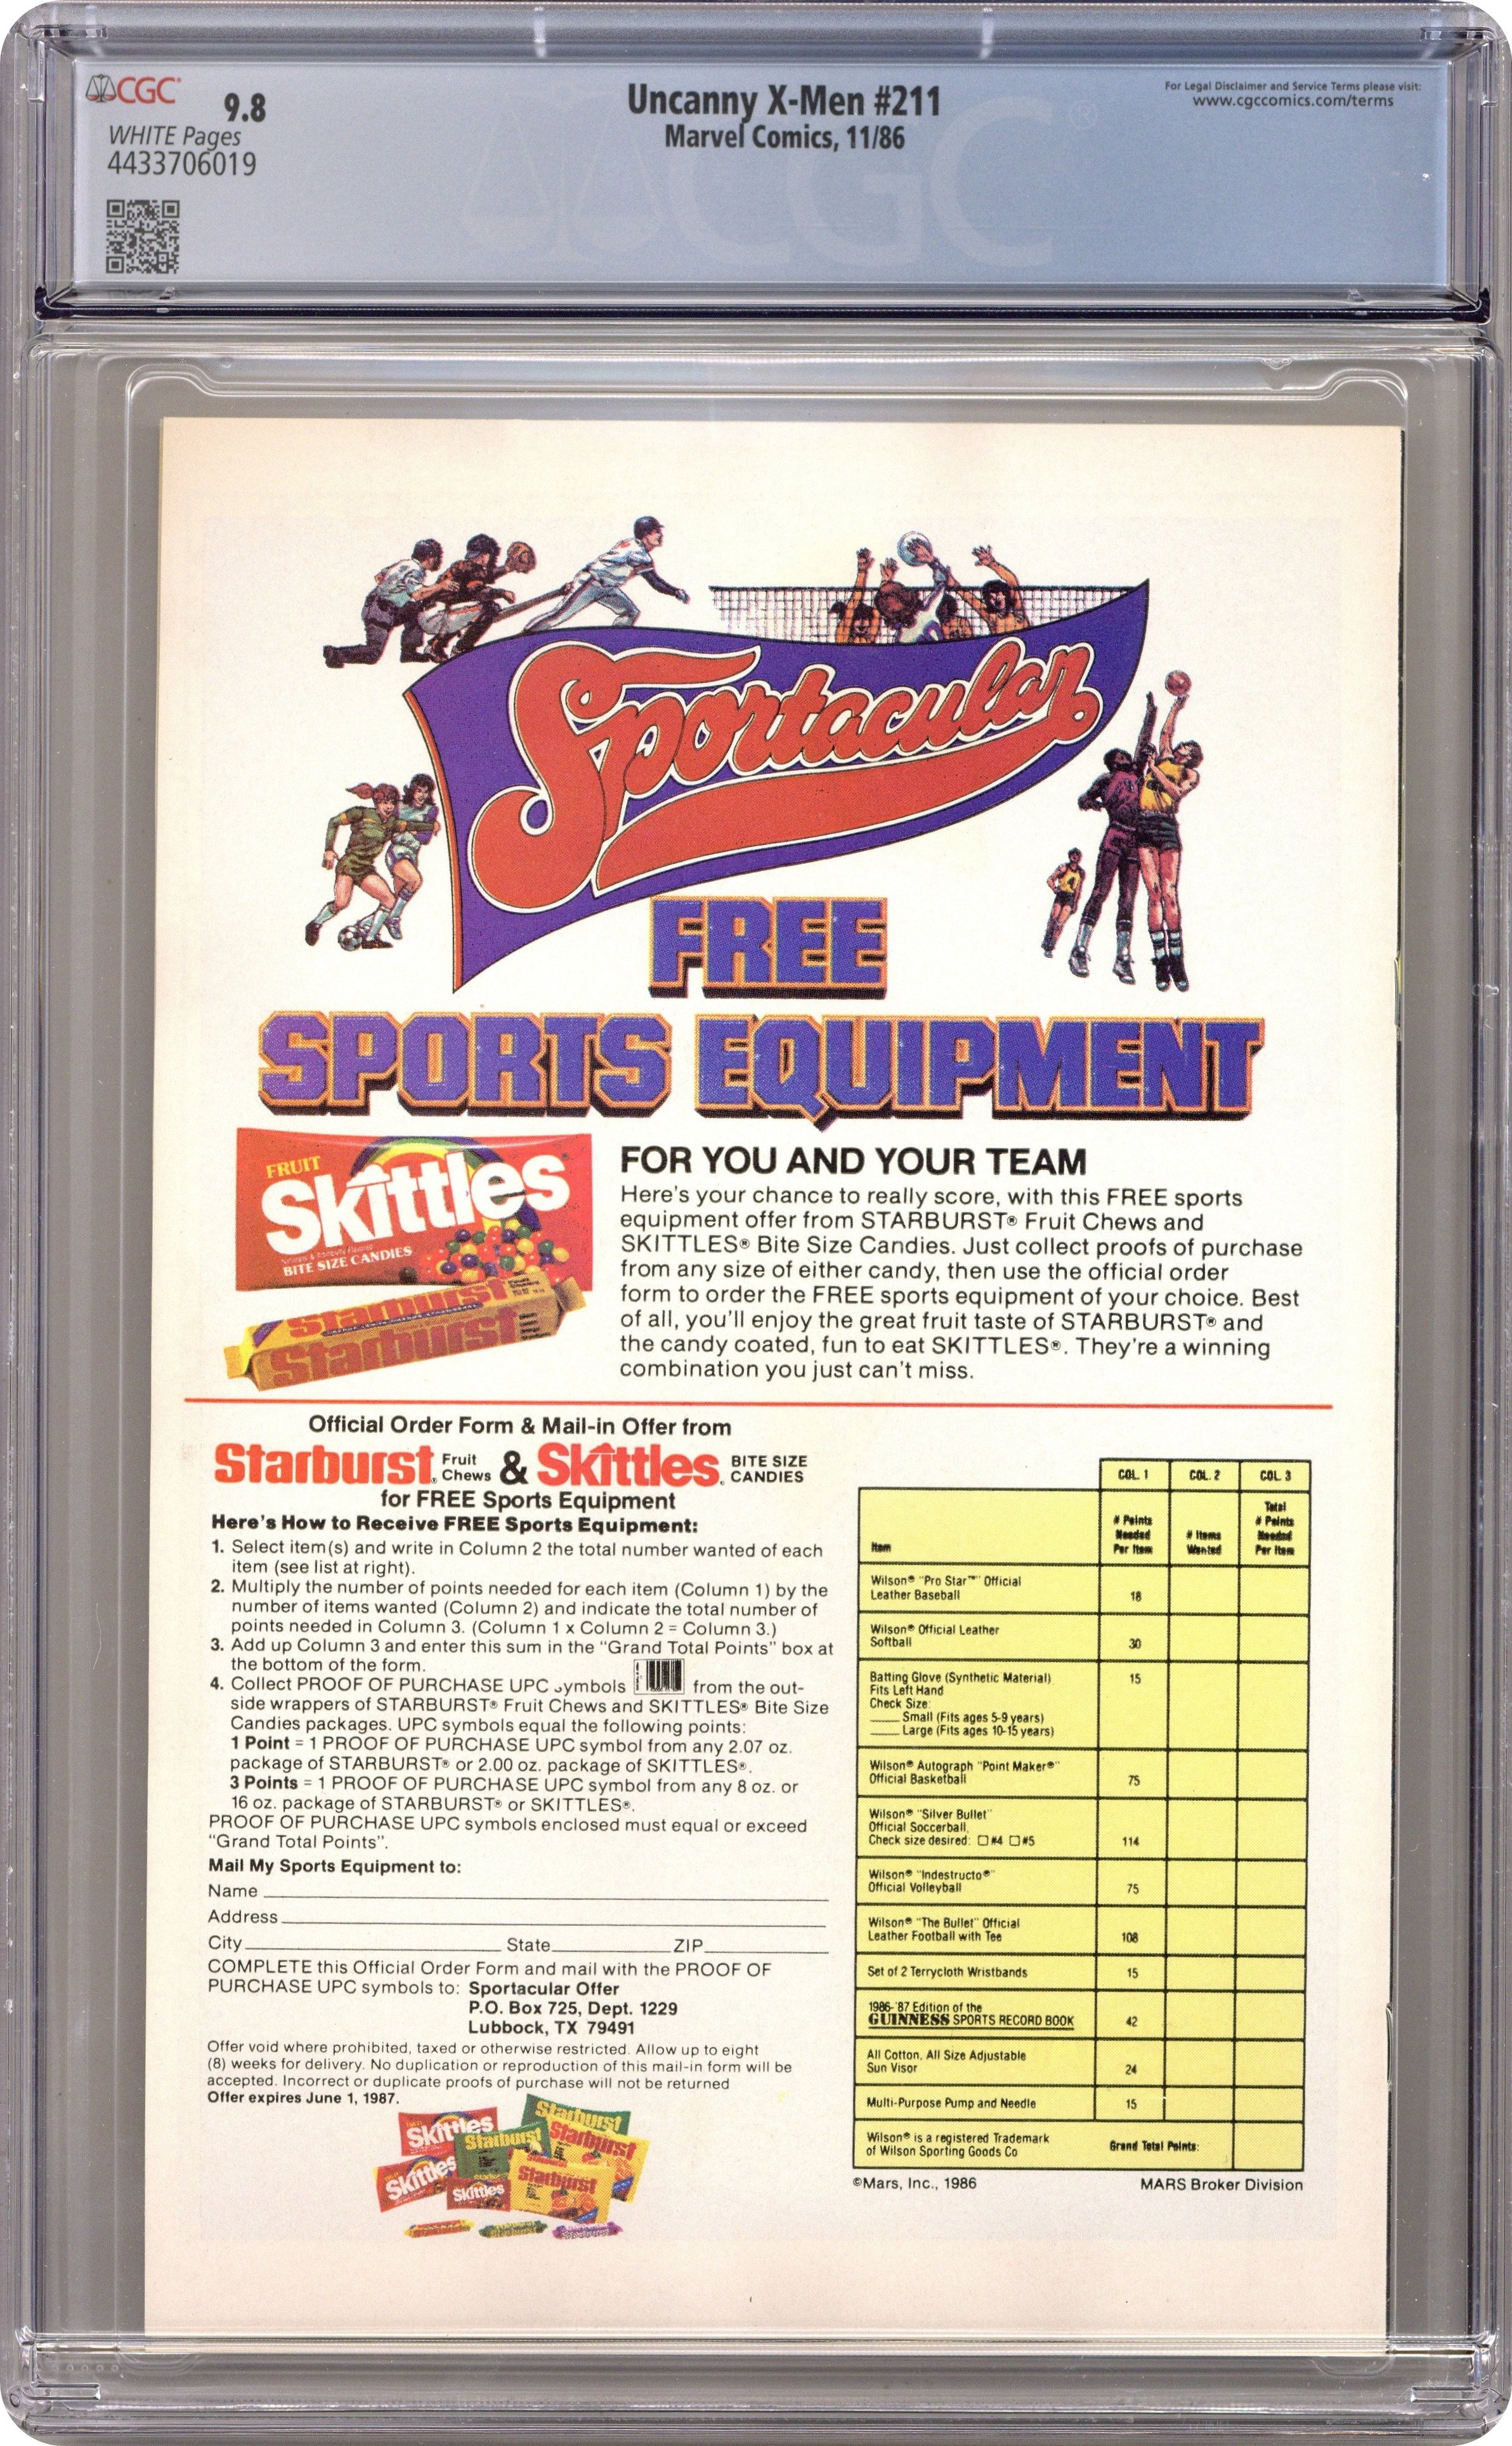 CGC
9.8
WHITE Pages
4433706019
Uncanny X-Men #211
Marvel Comics, 11/86
For Legal Disclaimer and Service Terms please visit:
www.cgccomics.com/terms
CGC
Sportacular
FREE
SPORTS EQUIPMENT
FRUIT
Skittles
BITE SIZE CANDIES
Starburst
Starburst
FOR YOU AND YOUR TEAM
Here's your chance to really score, with this FREE sports
equipment offer from STARBURST® Fruit Chews and
SKITTLES® Bite Size Candies. Just collect proofs of purchase
from any size of either candy, then use the official order
form to order the FREE sports equipment of your choice. Best
of all, you'll enjoy the great fruit taste of STARBURST® and
the candy coated, fun to eat SKITTLES®. They're a winning
combination you just can't miss.
Official Order Form & Mail-in Offer from
Starburst® Fruit Chews & Skittles® BITE SIZE CANDIES
for FREE Sports Equipment
Here's How to Receive FREE Sports Equipment:
1. Select item(s) and write in Column 2 the total number wanted of each
item (see list at right).
2. Multiply the number of points needed for each item (Column 1) by the
number of items wanted (Column 2) and indicate the total number of
points needed in Column 3. (Column 1 x Column 2 = Column 3.)
3. Add up Column 3 and enter this sum in the "Grand Total Points" box at
the bottom of the form.
4. Collect PROOF OF PURCHASE UPC symbols from the out-
side wrappers of STARBURST® Fruit Chews and SKITTLES® Bite Size
Candies packages. UPC symbols equal the following points:
1 Point = 1 PROOF OF PURCHASE UPC symbol from any 2.07 oz.
package of STARBURST® or 2.00 oz. package of SKITTLES®.
3 Points = 1 PROOF OF PURCHASE UPC symbol from any 8 oz. or
16 oz. package of STARBURST® or SKITTLES®.
PROOF OF PURCHASE UPC symbols enclosed must equal or exceed
"Grand Total Points".
Mail My Sports Equipment to:
Name
Address
City State ZIP
COMPLETE this Official Order Form and mail with the PROOF OF
PURCHASE UPC symbols to: Sportacular Offer
P.O. Box 725, Dept. 1229
Lubbock, TX 79491
Offer void where prohibited, taxed or otherwise restricted. Allow up to eight
(8) weeks for delivery. No duplication or reproduction of this mail-in form will be
accepted. Incorrect or duplicate proofs of purchase will not be returned
Offer expires June 1, 1987.
Skittles
Starburst
Starburst
Starburst
Skittles
Skittles
Starburst
COL. 1 COL. 2 COL. 3
Item
# Points Needed Per Item
# Items Wanted
Total # Points Needed Per Item
Wilson® "Pro Star™" Official
Leather Baseball 18
Wilson® Official Leather
Softball 30
Batting Glove (Synthetic Material) 15
Fits Left Hand
Check Size:
Small (Fits ages 5-9 years)
Large (Fits ages 10-15 years)
Wilson® Autograph "Point Maker®"
Official Basketball 75
Wilson® "Silver Bullet"
Official Soccerball.
Check size desired: ☐ #4 ☐ #5 114
Wilson® "Indestructo®"
Official Volleyball 75
Wilson® "The Bullet" Official
Leather Football with Tee 108
Set of 2 Terrycloth Wristbands 15
1986-'87 Edition of the
GUINNESS SPORTS RECORD BOOK 42
All Cotton, All Size Adjustable
Sun Visor 24
Multi-Purpose Pump and Needle 15
Wilson® is a registered Trademark
of Wilson Sporting Goods Co
Grand Total Points:
©Mars, Inc., 1986 MARS Broker Division